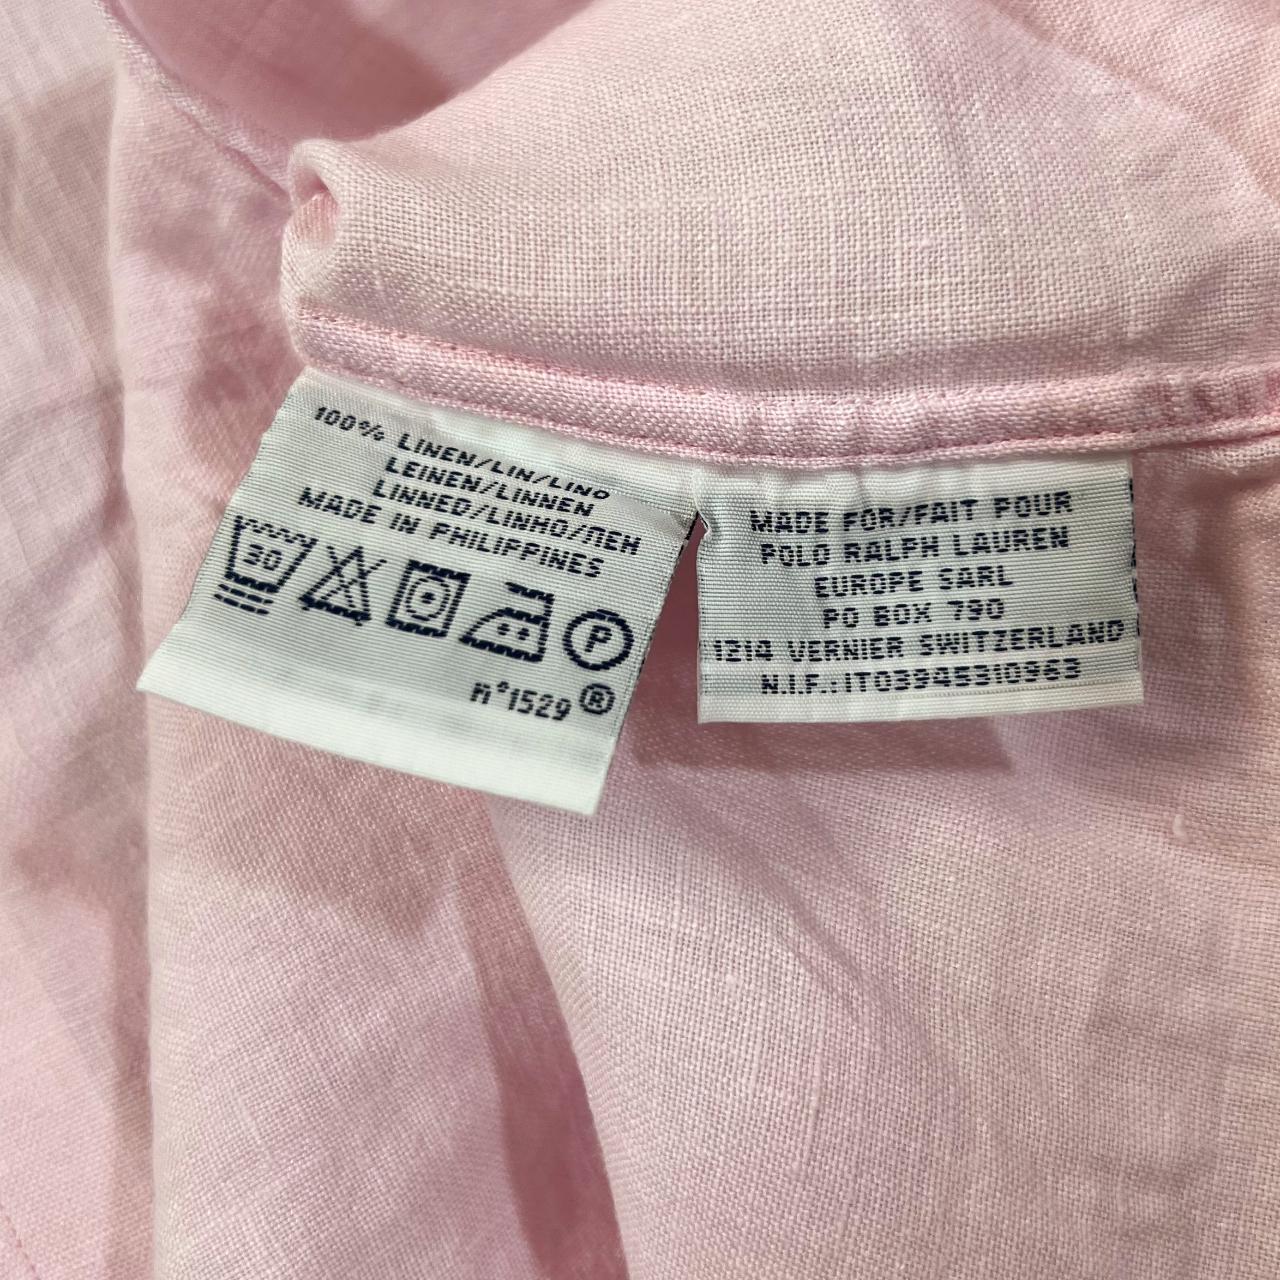 100% LINEN/LIN/LINO
LEINEN/LINNEN
LINNED/LINHO/ЛЕН
MADE IN PHILIPPINES
30
P
n°1529 ®
MADE FOR/FAIT POUR
POLO RALPH LAUREN
EUROPE SARL
PO BOX 790
1214 VERNIER SWITZERLAND
N.I.F.: IT03945310963